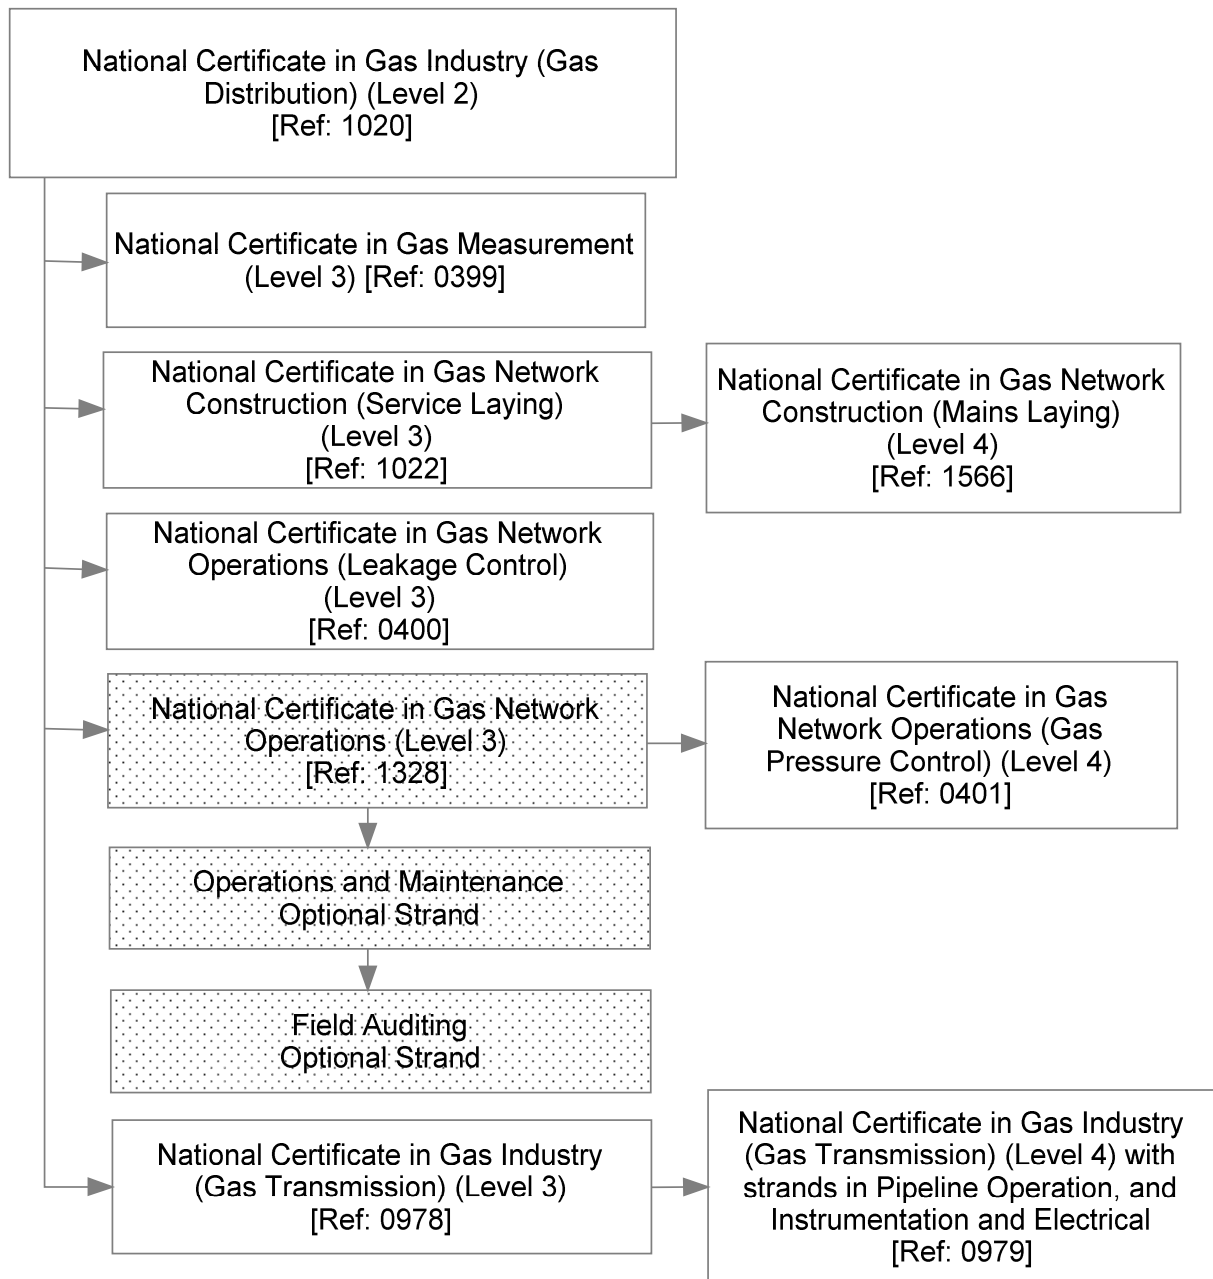 National Certificate in Gas Industry (Gas
Distribution) (Level 2)
[Ref: 1020]
National Certificate in Gas Measurement
(Level 3) [Ref: 0399]
National Certificate in Gas Network
Construction (Service Laying)
(Level 3)
[Ref: 1022]
National Certificate in Gas Network
Construction (Mains Laying)
(Level 4)
[Ref: 1566]
National Certificate in Gas Network
Operations (Leakage Control)
(Level 3)
[Ref: 0400]
National Certificate in Gas Network
Operations (Level 3)
[Ref: 1328]
National Certificate in Gas
Network Operations (Gas
Pressure Control) (Level 4)
[Ref: 0401]
Operations and Maintenance
Optional Strand
Field Auditing
Optional Strand
National Certificate in Gas Industry
(Gas Transmission) (Level 3)
[Ref: 0978]
National Certificate in Gas Industry
(Gas Transmission) (Level 4) with
strands in Pipeline Operation, and
Instrumentation and Electrical
[Ref: 0979]